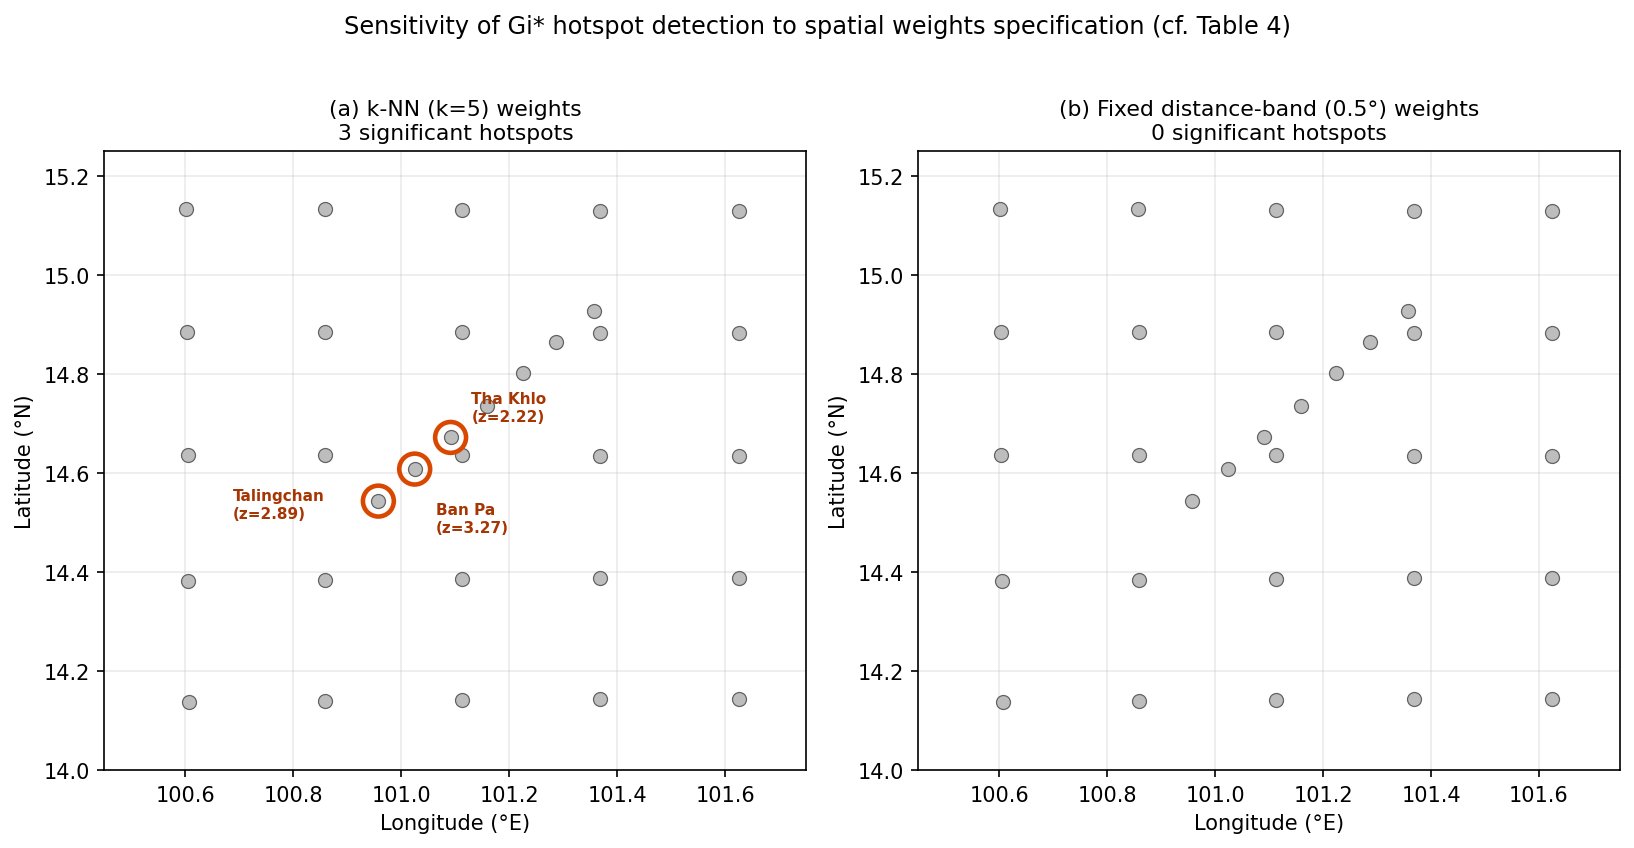 Sensitivity of Gi* hotspot detection to spatial weights specification (cf. Table 4)
(a) k-NN (k=5) weights
3 significant hotspots
15.2
15.0
14.8
14.6
14.4
14.2
14.0
Latitude (°N)
Tha Khlo
(z=2.22)
Talingchan
(z=2.89)
Ban Pa
(z=3.27)
100.6 100.8 101.0 101.2 101.4 101.6
Longitude (°E)
(b) Fixed distance-band (0.5°) weights
0 significant hotspots
15.2
15.0
14.8
14.6
14.4
14.2
14.0
Latitude (°N)
100.6 100.8 101.0 101.2 101.4 101.6
Longitude (°E)